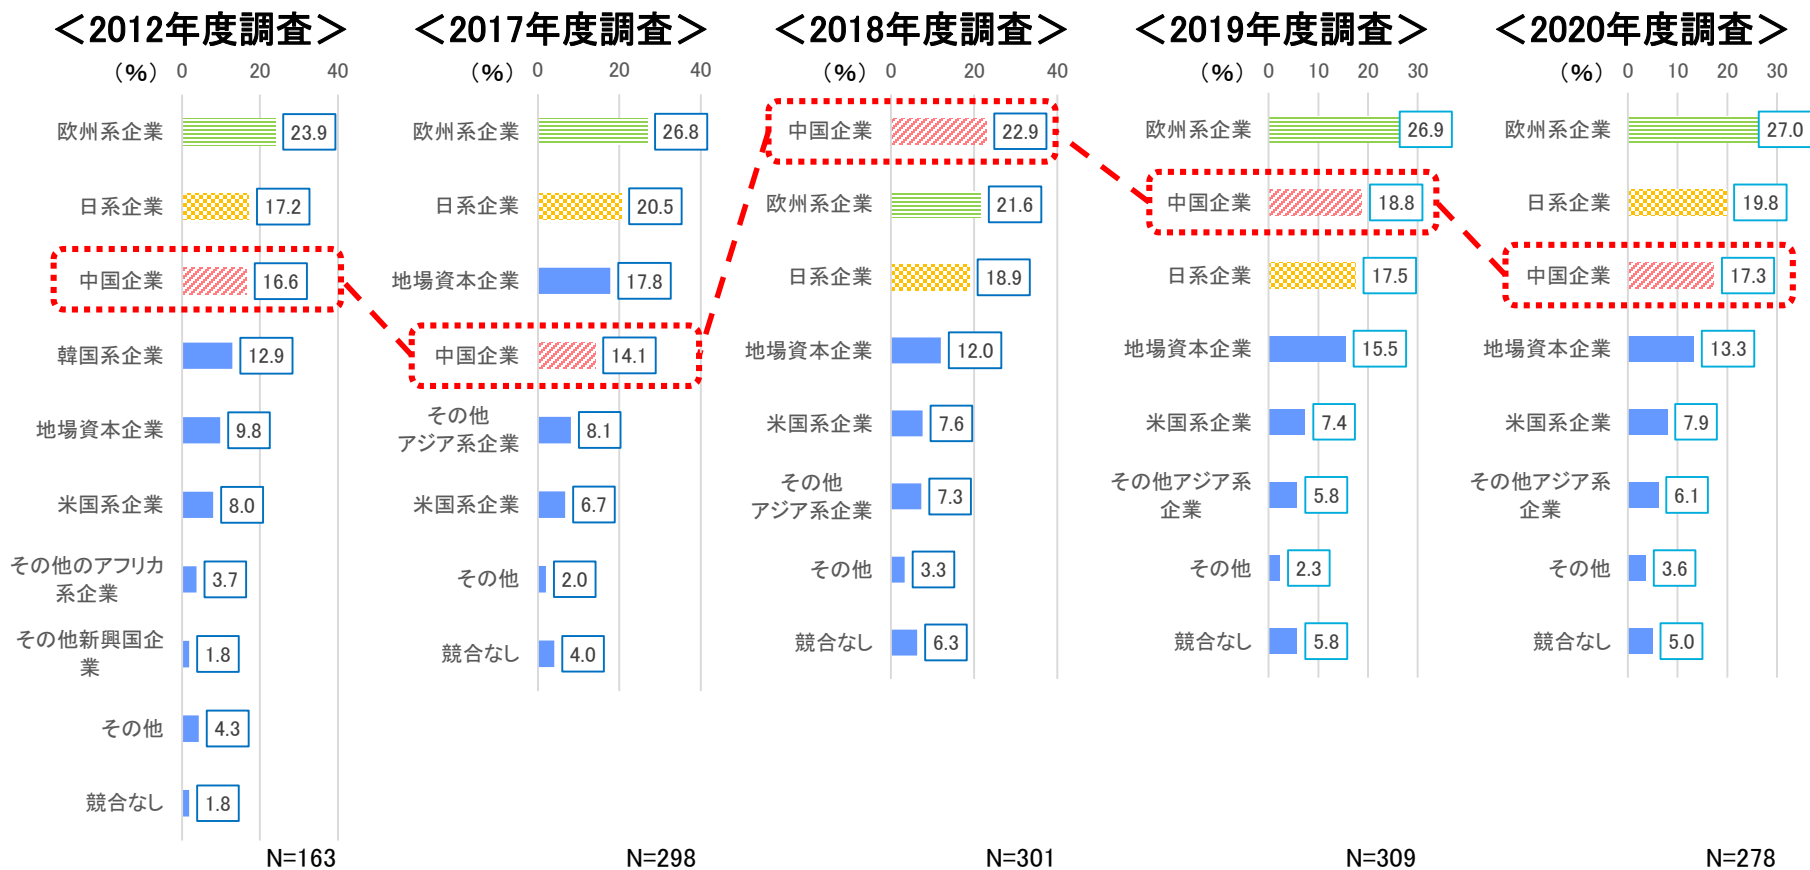 ＜2012年度調査＞
（%）
0
20
40
欧州系企業
23.9
日系企業
17.2
中国企業
16.6
韓国系企業
12.9
地場資本企業
9.8
米国系企業
8.0
その他のアフリカ
系企業
3.7
その他新興国企
業
1.8
その他
4.3
競合なし
1.8
N=163
＜2017年度調査＞
（%）
0
20
40
欧州系企業
26.8
日系企業
20.5
地場資本企業
17.8
中国企業
14.1
その他
アジア系企業
8.1
米国系企業
6.7
その他
2.0
競合なし
4.0
N=298
＜2018年度調査＞
（%）
0
20
40
中国企業
22.9
欧州系企業
21.6
日系企業
18.9
地場資本企業
12.0
米国系企業
7.6
その他
アジア系企業
7.3
その他
3.3
競合なし
6.3
N=301
＜2019年度調査＞
（%）
0
10
20
30
欧州系企業
26.9
中国企業
18.8
日系企業
17.5
地場資本企業
15.5
米国系企業
7.4
その他アジア系
企業
5.8
その他
2.3
競合なし
5.8
N=309
＜2020年度調査＞
（%）
0
10
20
30
欧州系企業
27.0
日系企業
19.8
中国企業
17.3
地場資本企業
13.3
米国系企業
7.9
その他アジア系
企業
6.1
その他
3.6
競合なし
5.0
N=278